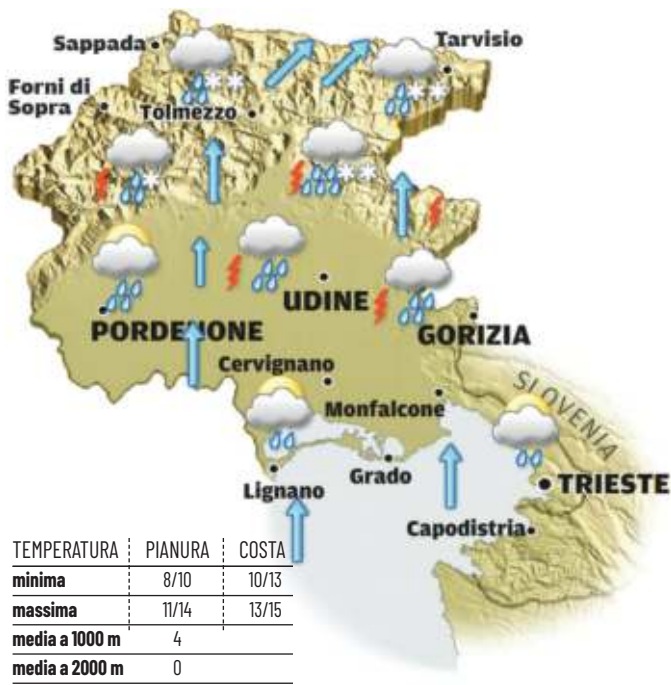 Sappada
Tarvisio
Forni di
Sopra
Tolmezzo
UDINE
PORDENONE
GORIZIA
Cervignano
Monfalcone
SLOVENIA
Lignano
Grado
TRIESTE
Capodistria
TEMPERATURA PIANURA COSTA
minima 8/10 10/13
massima 11/14 13/15
media a 1000 m 4
media a 2000 m 0